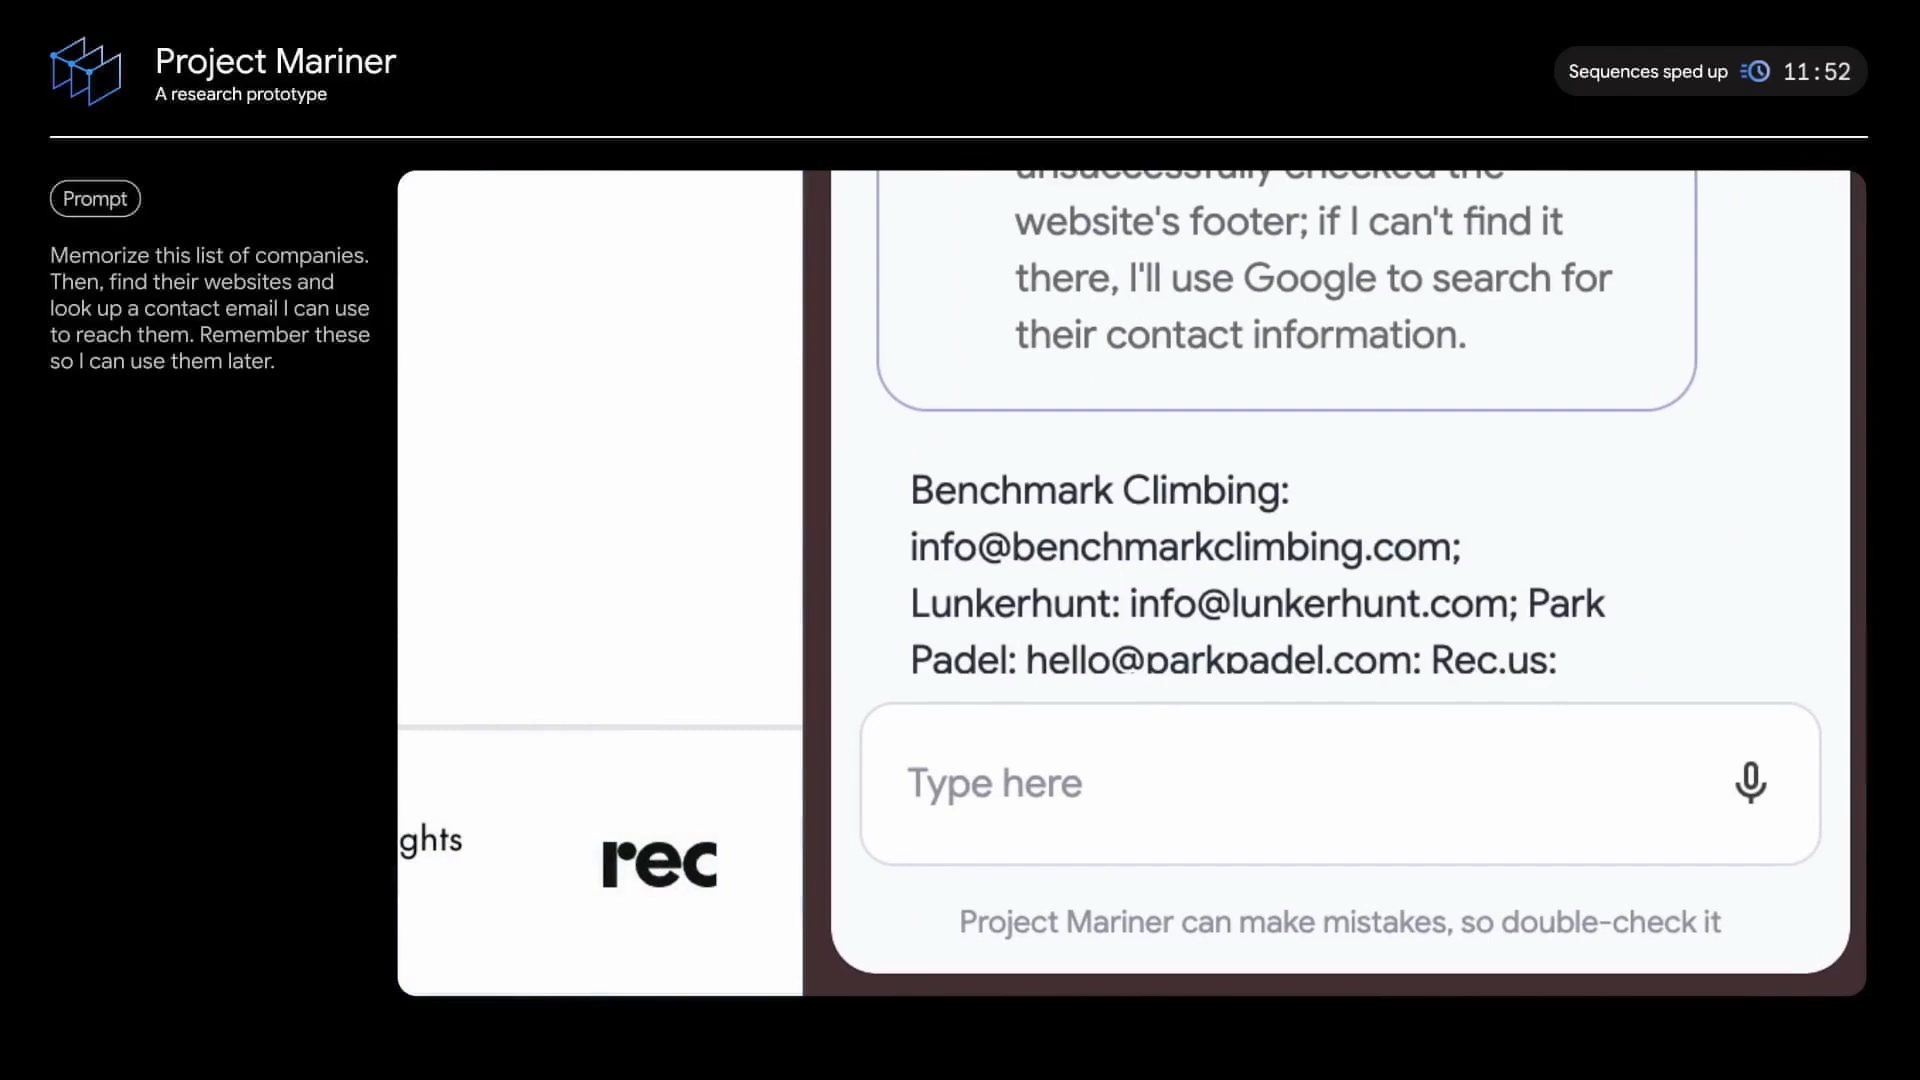 Project Mariner
A research prototype
Sequences sped up 11:52
Prompt
Memorize this list of companies.
Then, find their websites and
look up a contact email I can use
to reach them. Remember these
so I can use them later.
unsuccessfully checked the
website's footer; if I can't find it
there, I'll use Google to search for
their contact information.
Benchmark Climbing:
info@benchmarkclimbing.com;
Lunkerhunt: info@lunkerhunt.com; Park
Padel: hello@parkpadel.com; Rec.us:
Type here
ghts
rec
Project Mariner can make mistakes, so double-check it